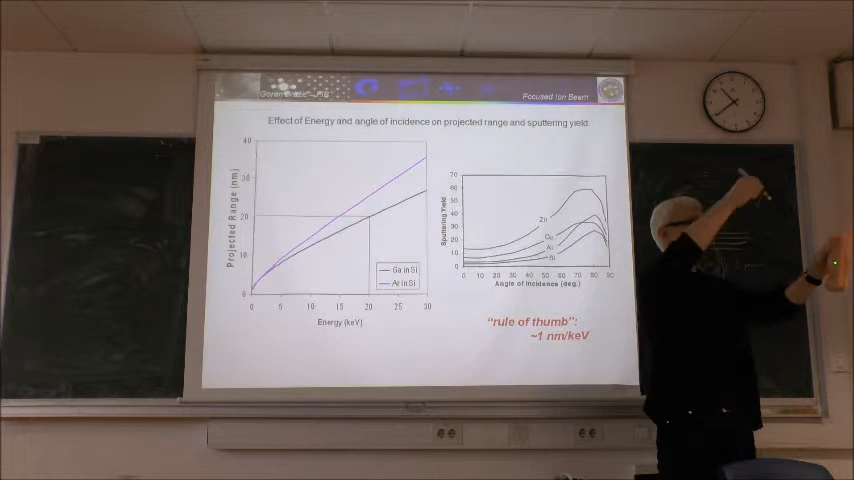 Goran Dražić – FIB
Focused Ion Beam
Effect of Energy and angle of incidence on projected range and sputtering yield
40
30
20
10
0
Projected Range (nm)
0 5 10 15 20 25 30
Energy (keV)
Ga in Si
Ar in Si
70
60
50
40
30
20
10
0
Sputtering Yield
Zn
Al
Si
0 10 20 30 40 50 60 70 80 90
Angle of Incidence (deg.)
"rule of thumb":
~1 nm/keV